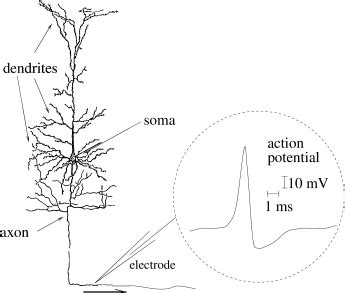 dendrites
soma
action
potential
10 mV
1 ms
axon
electrode